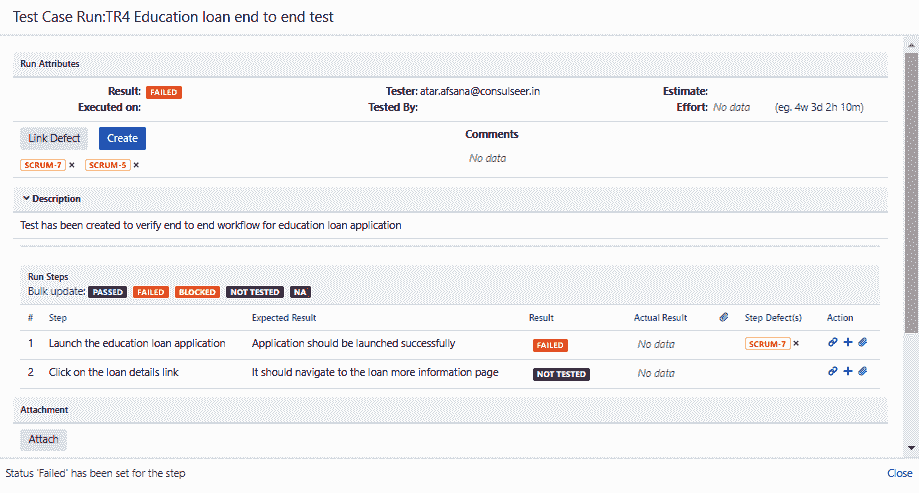 Test Case Run:TR4 Education loan end to end test
Run Attributes
Result: FAILED Tester: atar.afsana@consulseer.in Estimate:
Executed on: Tested By: Effort: No data (eg. 4w 3d 2h 10m)
Link Defect Create Comments
No data
SCRUM-7 × SCRUM-5 ×
Description
Test has been created to verify end to end workflow for education loan application
Run Steps
Bulk update: PASSED FAILED BLOCKED NOT TESTED NA
# Step Expected Result Result Actual Result Step Defect(s) Action
1 Launch the education loan application Application should be launched successfully FAILED No data SCRUM-7 ×
2 Click on the loan details link It should navigate to the loan more information page NOT TESTED No data
Attachment
Attach
Status 'Failed' has been set for the step Close